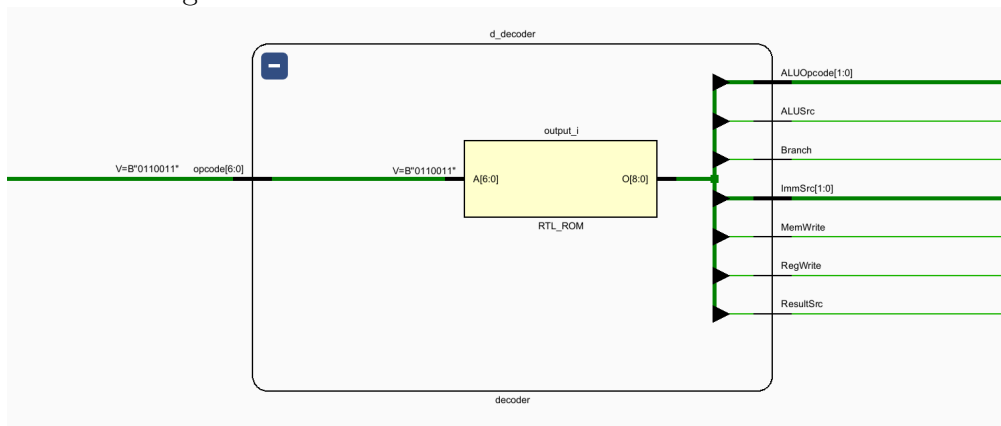 d_decoder
ALUOpcode[1:0]
ALUSrc
output_i
Branch
V=B"0110011" opcode[6:0]
V=B"0110011"
A[6:0] O[8:0]
ImmSrc[1:0]
RTL_ROM
MemWrite
RegWrite
ResultSrc
decoder